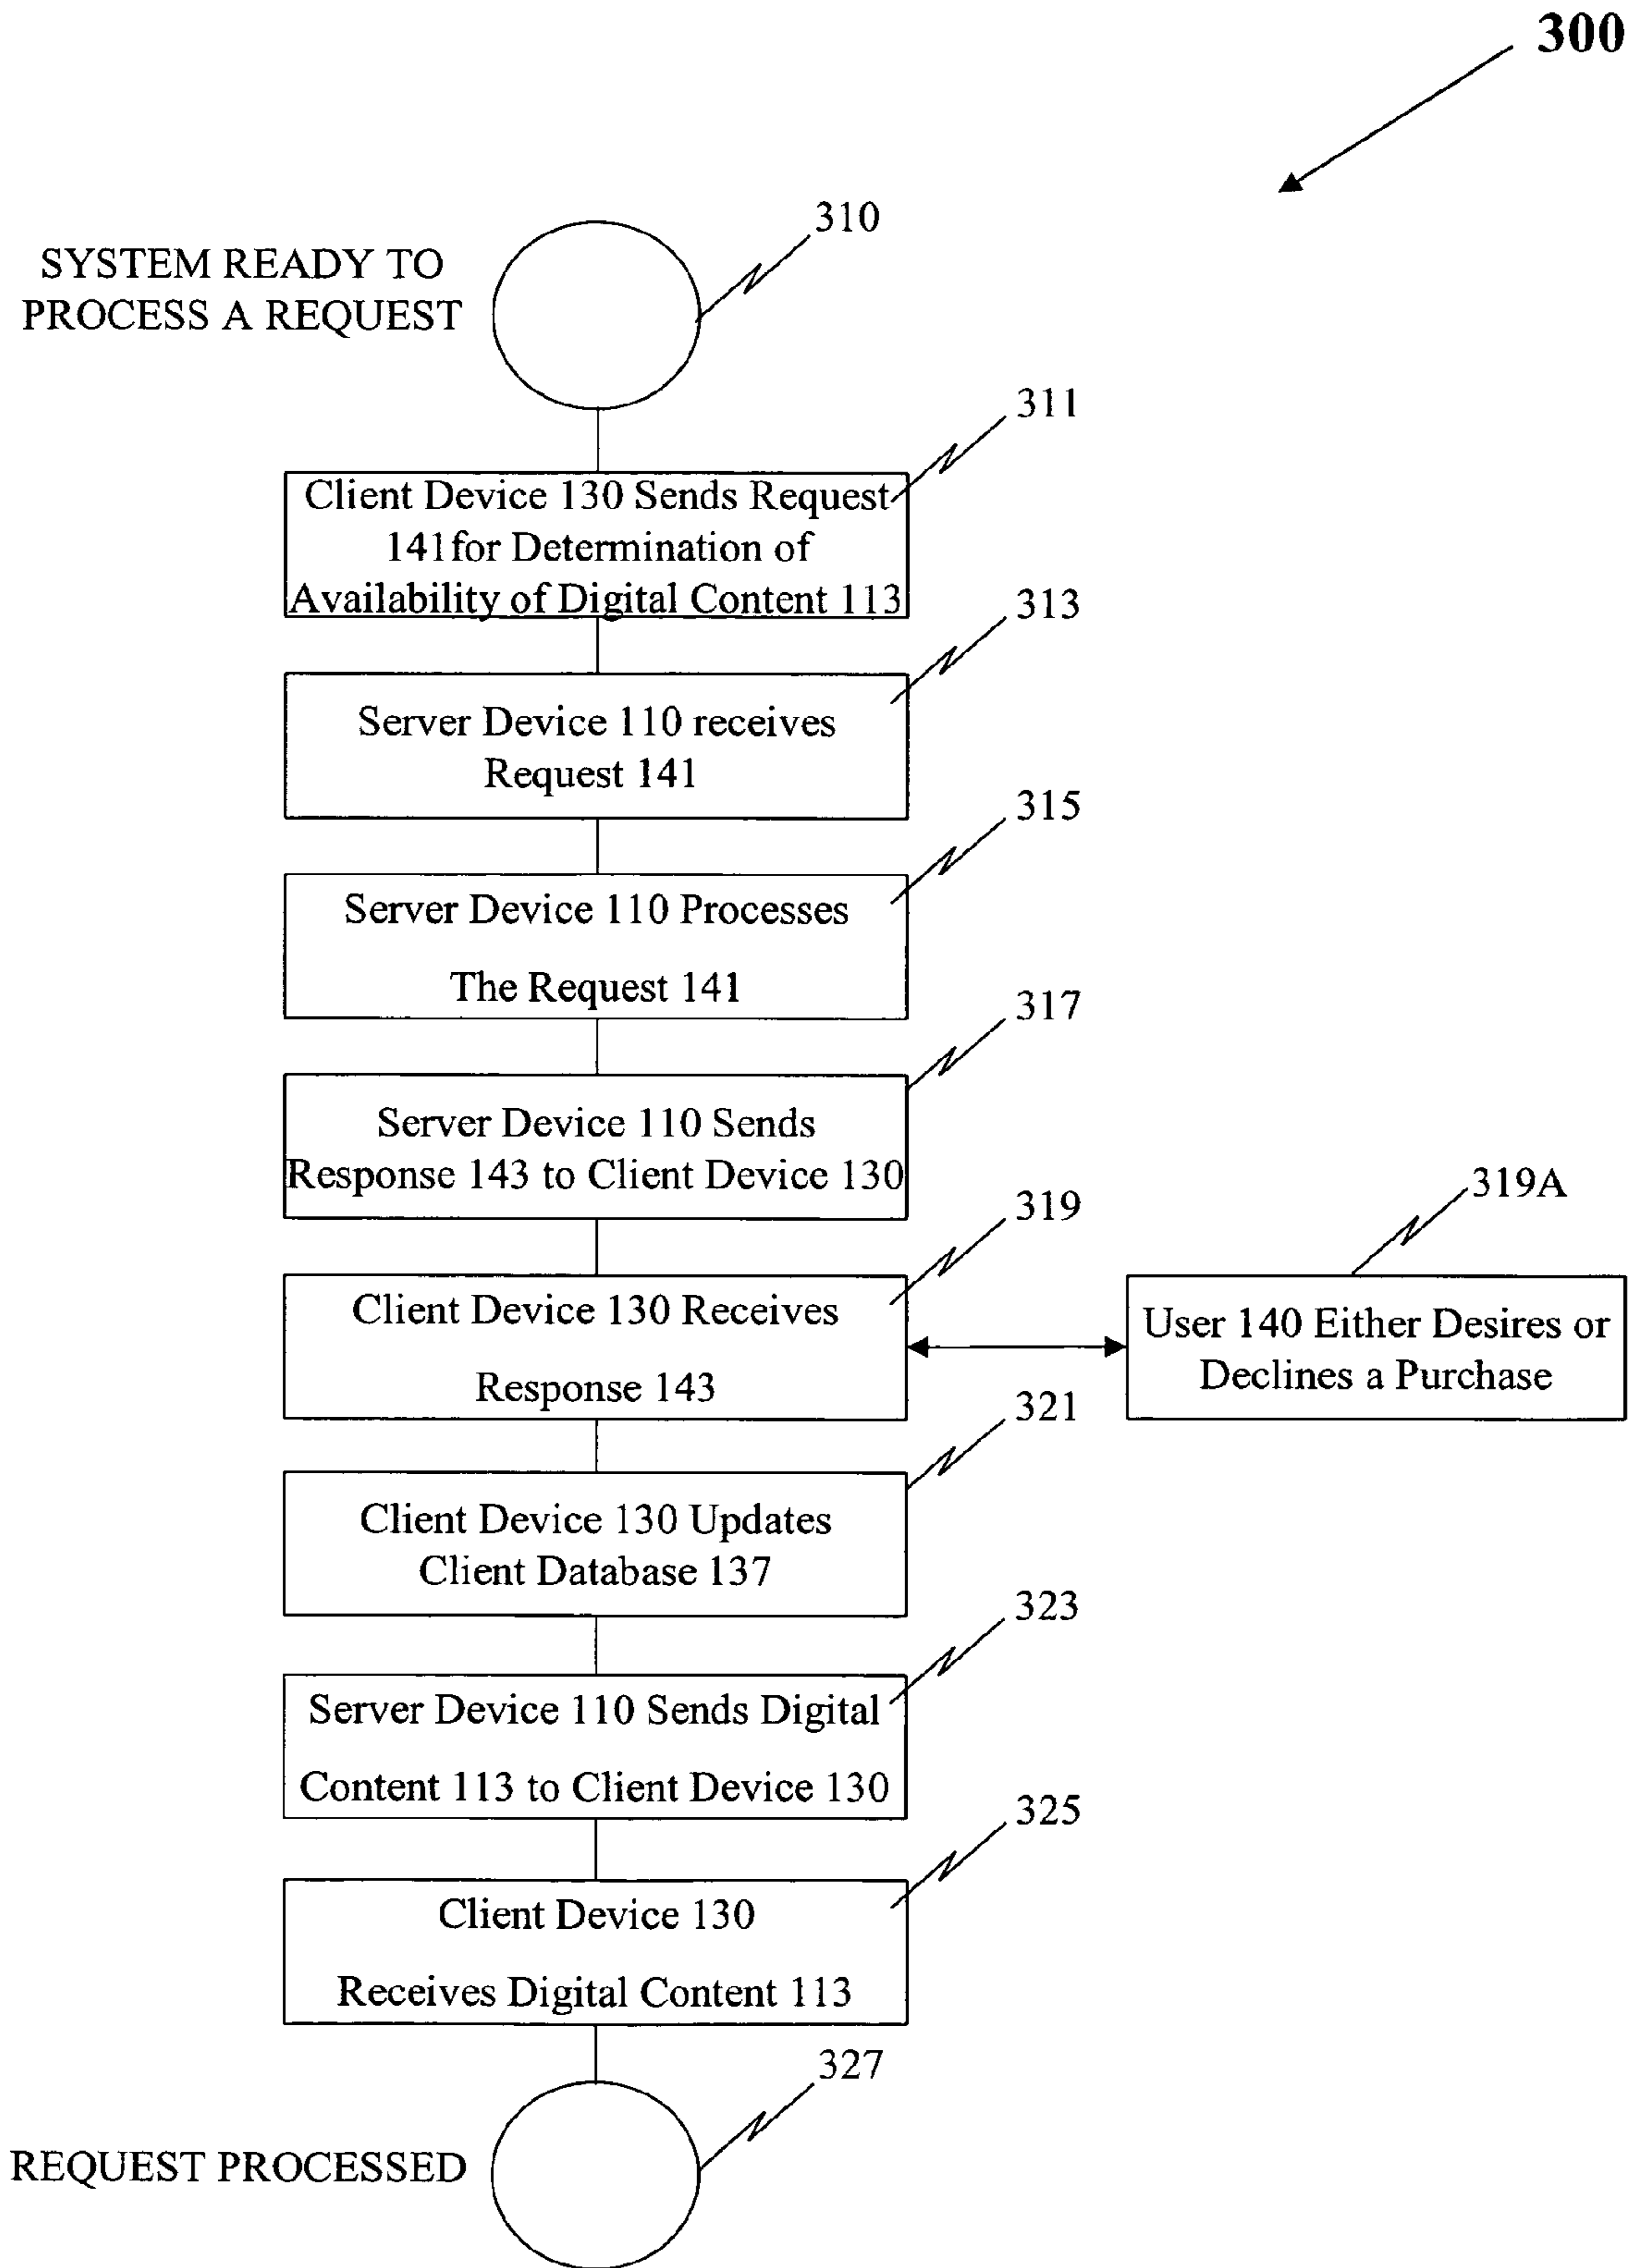 300
310
SYSTEM READY TO
PROCESS A REQUEST
311
Client Device 130 Sends Request
141for Determination of
Availability of Digital Content 113
313
Server Device 110 receives
Request 141
315
Server Device 110 Processes
The Request 141
317
Server Device 110 Sends
Response 143 to Client Device 130
319
319A
Client Device 130 Receives
Response 143
User 140 Either Desires or
Declines a Purchase
321
Client Device 130 Updates
Client Database 137
323
Server Device 110 Sends Digital
Content 113 to Client Device 130
325
Client Device 130
Receives Digital Content 113
327
REQUEST PROCESSED